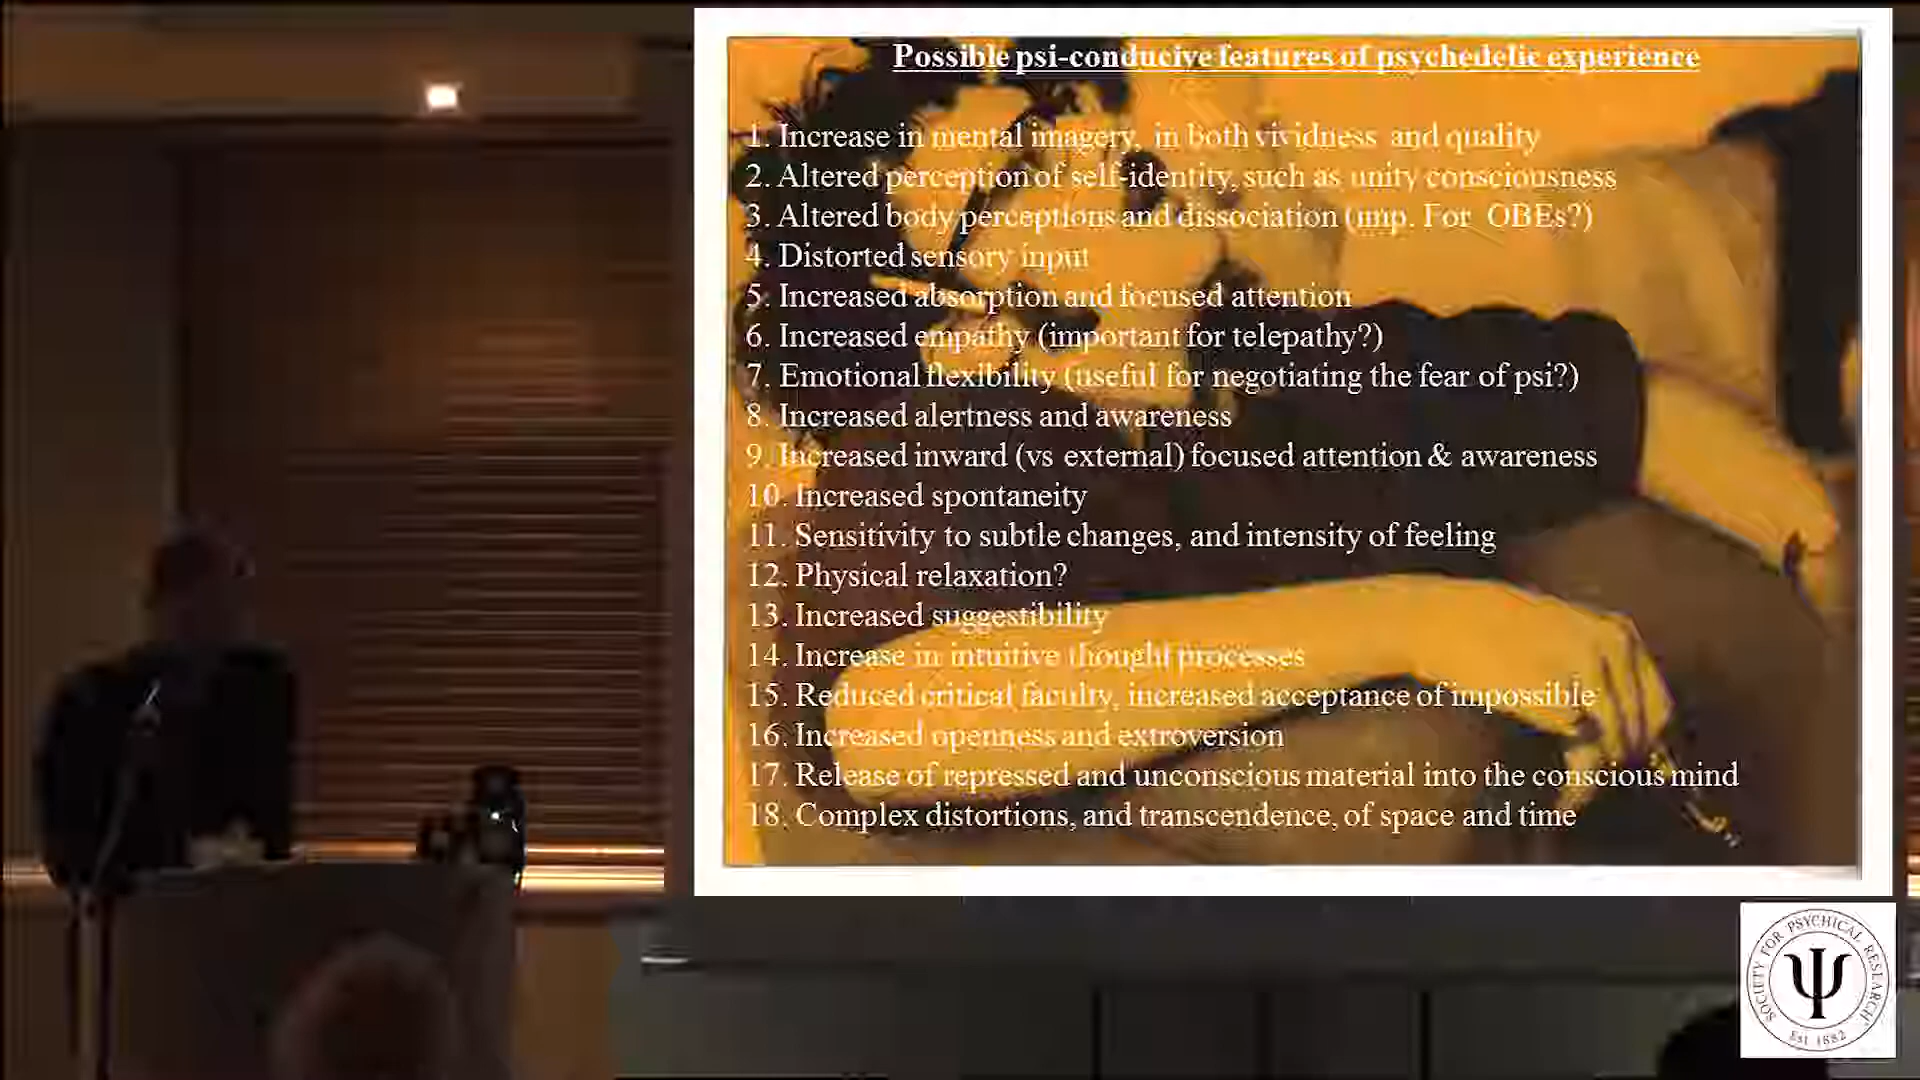 Possible psi-conducive features of psychedelic experience
1. Increase in mental imagery, in both vividness and quality
2. Altered perception of self-identity, such as unity consciousness
3. Altered body perceptions and dissociation (imp. For OBEs?)
4. Distorted sensory input
5. Increased absorption and focused attention
6. Increased empathy (important for telepathy?)
7. Emotional flexibility (useful for negotiating the fear of psi?)
8. Increased alertness and awareness
9. Increased inward (vs external) focused attention & awareness
10. Increased spontaneity
11. Sensitivity to subtle changes, and intensity of feeling
12. Physical relaxation?
13. Increased suggestibility
14. Increase in intuitive thought processes
15. Reduced critical faculty, increased acceptance of impossible
16. Increased openness and extroversion
17. Release of repressed and unconscious material into the conscious mind
18. Complex distortions, and transcendence, of space and time
SOCIETY FOR PSYCHICAL RESEARCH
Ψ
Est 1882